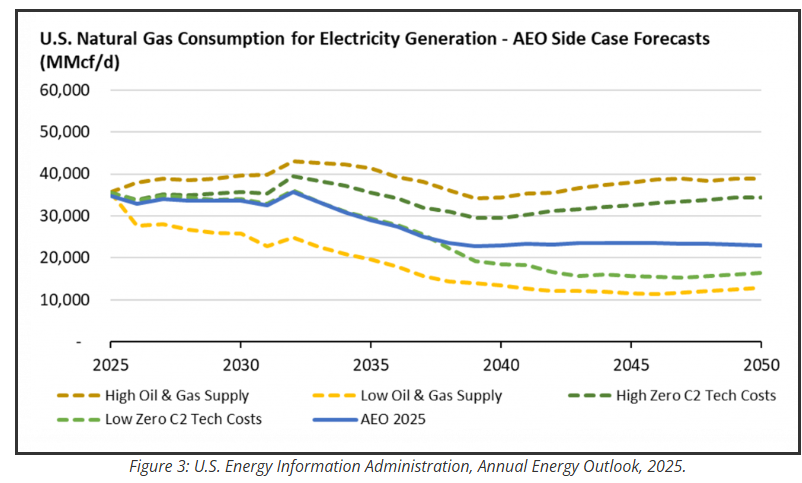 U.S. Natural Gas Consumption for Electricity Generation - AEO Side Case Forecasts
(MMcf/d)
60,000
50,000
40,000
30,000
20,000
10,000
-
2025 2030 2035 2040 2045 2050
High Oil & Gas Supply Low Oil & Gas Supply High Zero C2 Tech Costs
Low Zero C2 Tech Costs AEO 2025
Figure 3: U.S. Energy Information Administration, Annual Energy Outlook, 2025.